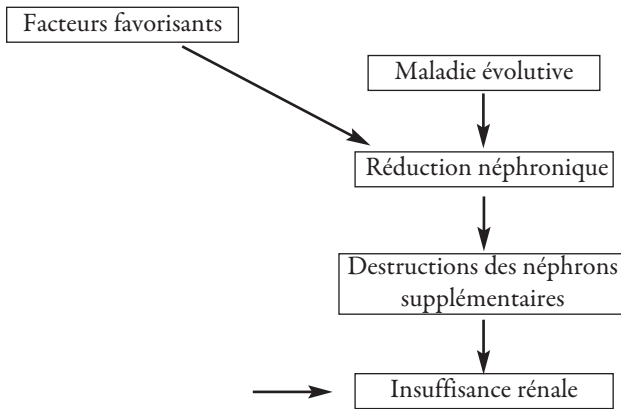 Facteurs favorisants
Maladie évolutive
Réduction néphronique
Destructions des néphrons
supplémentaires
Insuffisance rénale